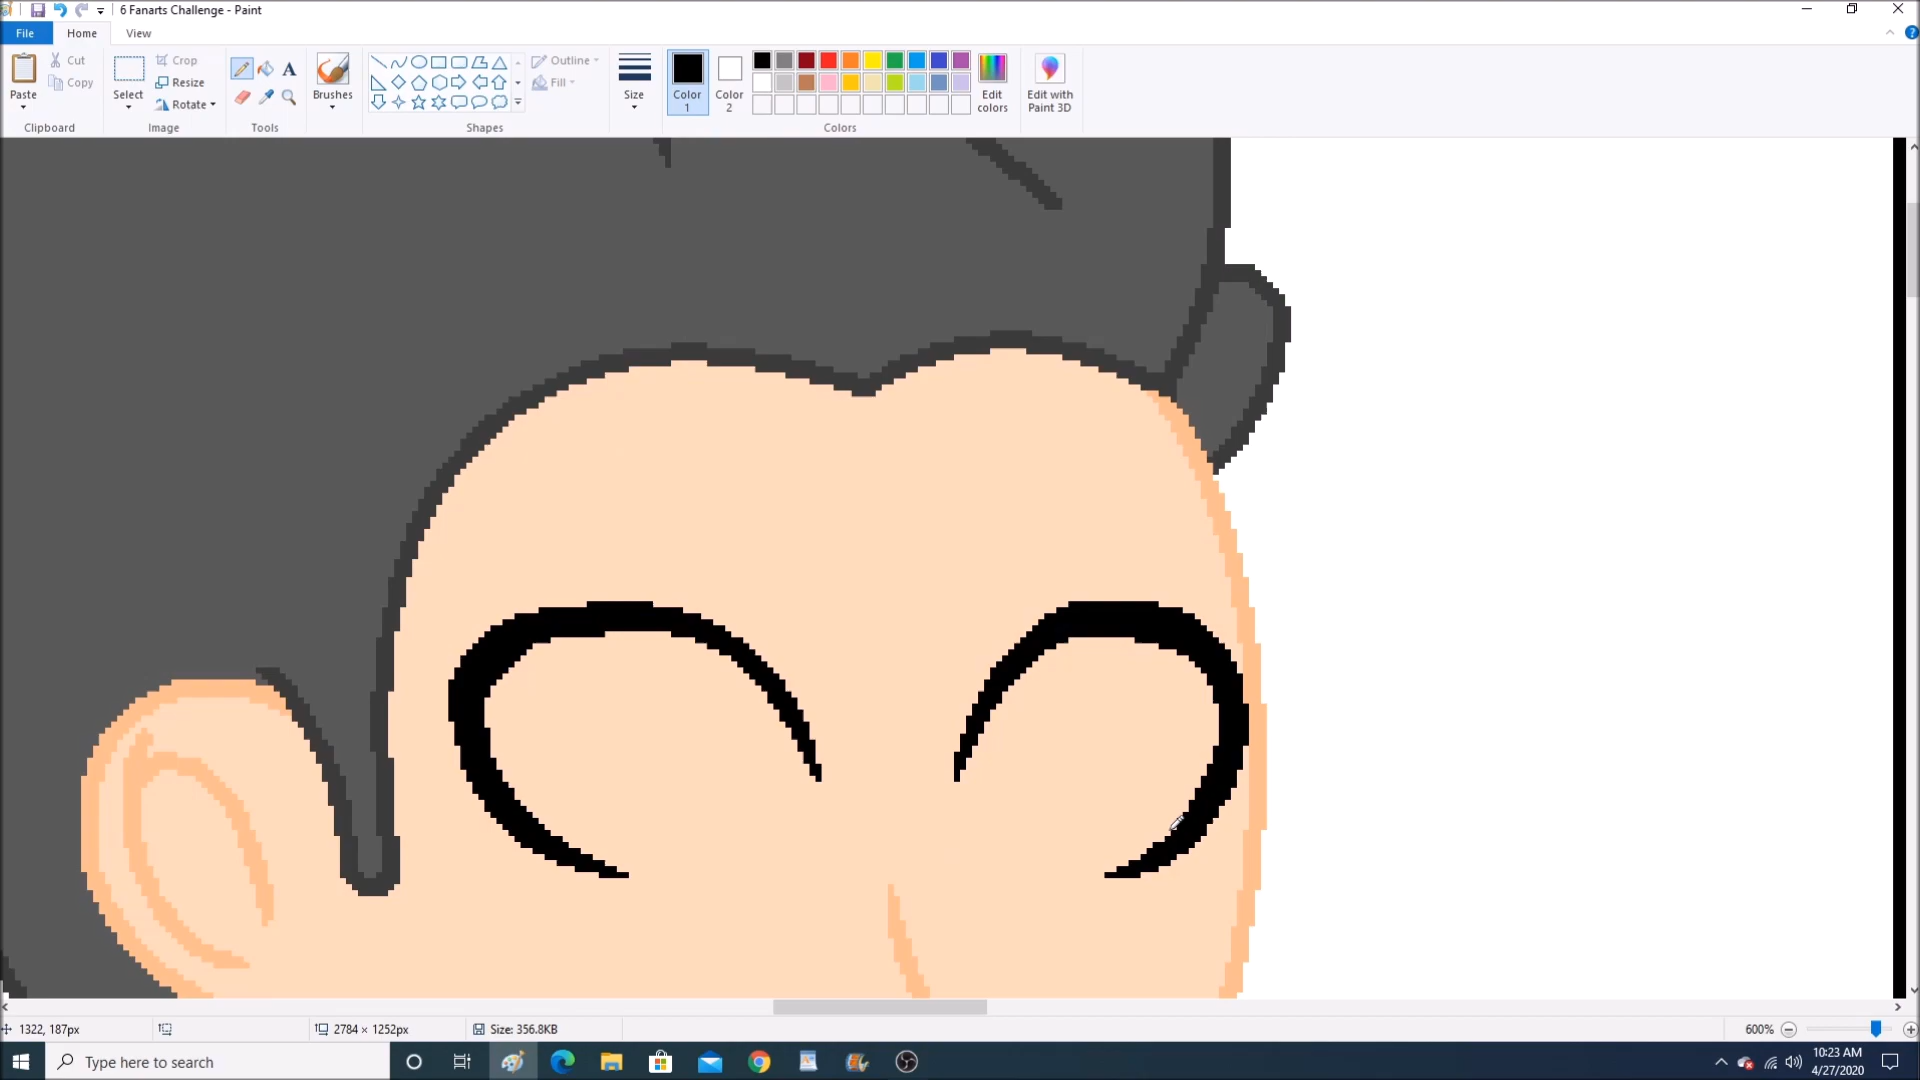 6 Fanarts Challenge - Paint
File
Home
View
Paste
Cut
Copy
Clipboard
Select
Crop
Resize
Rotate
Image
A
Tools
Brushes
Shapes
Outline
Fill
Size
Color 1
Color 2
Edit colors
Colors
Edit with Paint 3D
1322, 187px
2784 × 1252px
Size: 356.8KB
600%
Type here to search
10:23 AM
4/27/2020